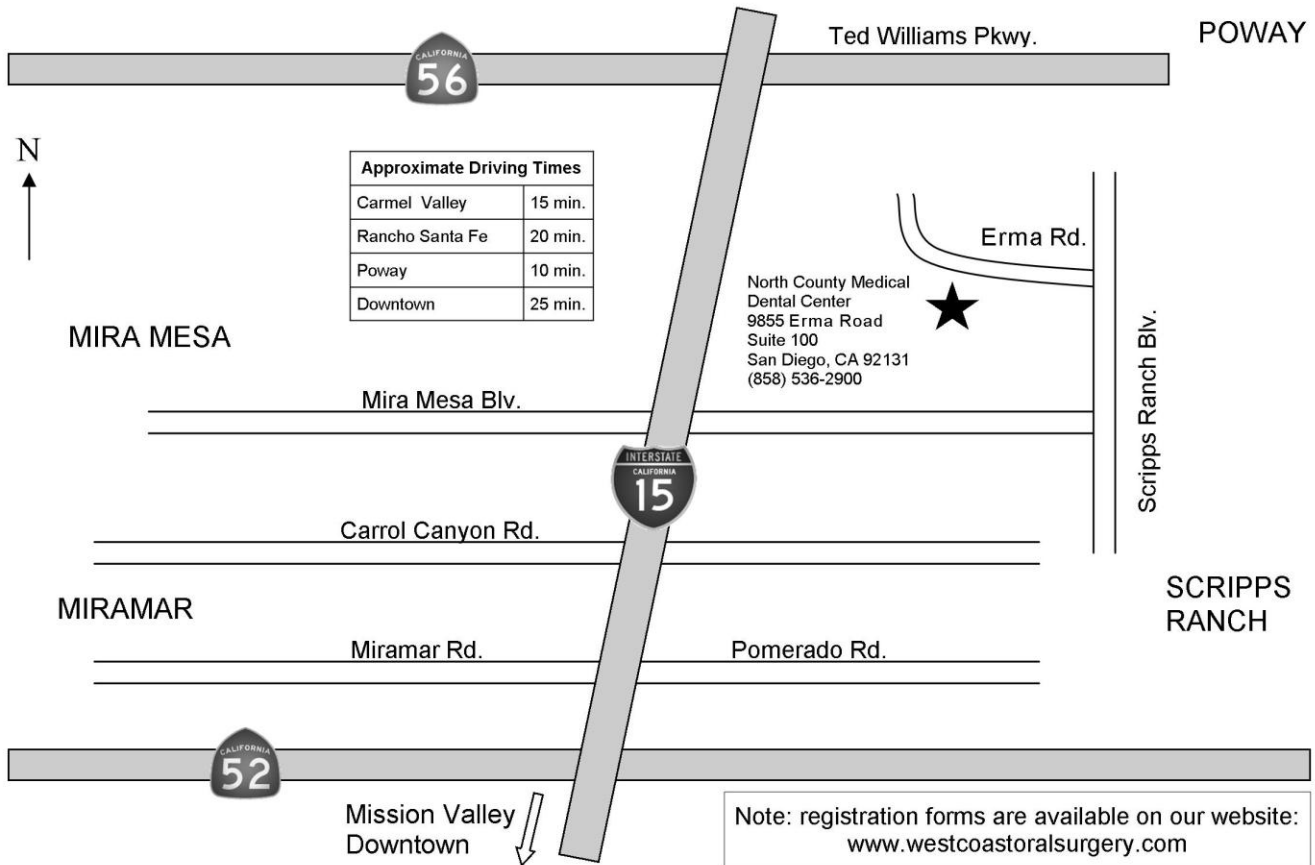 Ted Williams Pkwy.
POWAY
CALIFORNIA
56
N
Approximate Driving Times
Carmel Valley 15 min.
Rancho Santa Fe 20 min.
Poway 10 min.
Downtown 25 min.
Erma Rd.
North County Medical
Dental Center
9855 Erma Road
Suite 100
San Diego, CA 92131
(858) 536-2900
MIRA MESA
Scripps Ranch Blv.
Mira Mesa Blv.
INTERSTATE
CALIFORNIA
15
Carrol Canyon Rd.
MIRAMAR
SCRIPPS
RANCH
Miramar Rd.
Pomerado Rd.
CALIFORNIA
52
Mission Valley
Downtown
Note: registration forms are available on our website:
www.westcoastoralsurgery.com